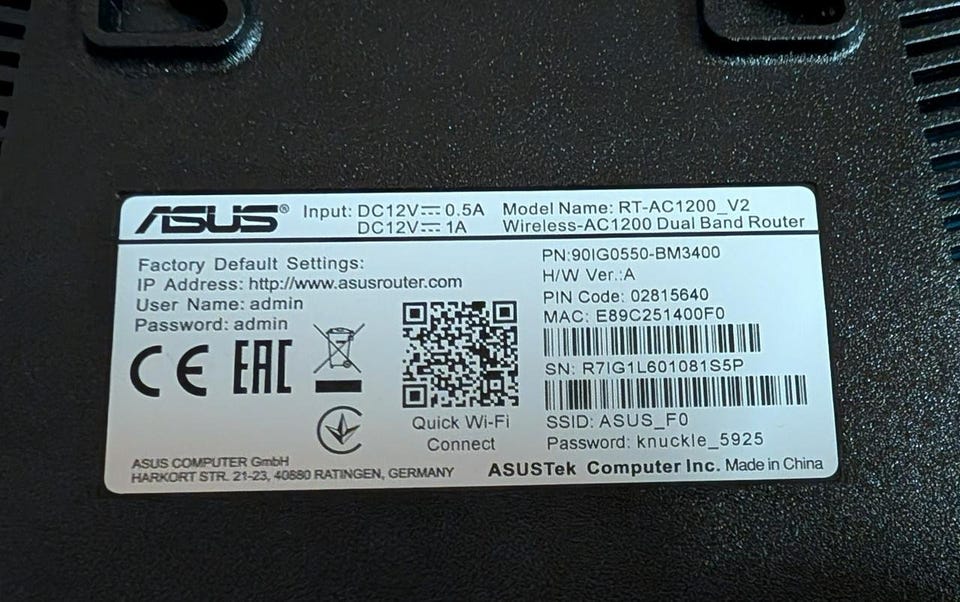 ASUS® Input: DC12V⎓0.5A
DC12V⎓1A
Model Name: RT-AC1200_V2
Wireless-AC1200 Dual Band Router
Factory Default Settings:
IP Address: http://www.asusrouter.com
User Name: admin
Password: admin
CE EAC
Quick Wi-Fi
Connect
PN:90IG0550-BM3400
H/W Ver.:A
PIN Code: 02815640
MAC: E89C251400F0
SN: R7IG1L601081S5P
SSID: ASUS_F0
Password: knuckle_5925
ASUS COMPUTER GmbH
HARKORT STR. 21-23, 40880 RATINGEN, GERMANY
ASUSTek Computer Inc. Made in China